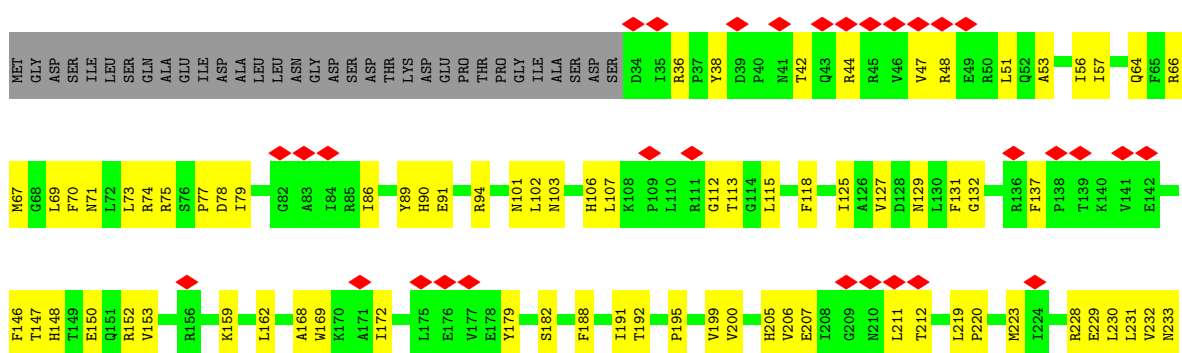 MET GLY ASP SER ILE LEU SER GLN ALA GLU ILE ASP ALA LEU LEU ASN GLY ASP SER ASP THR LYS ASP GLU PRO THR PRO GLY ILE ALA SER ASP SER D34 I35 R36 P37 Y38 D39 P40 N41 T42 Q43 R44 R45 V46 V47 R48 E49 R50 L51 Q52 A53 I56 I57 Q64 F65 R66
M67 G68 L69 F70 N71 L72 L73 R74 R75 S76 P77 D78 I79 G82 A83 I84 R85 I86 Y89 H90 E91 R94 N101 L102 N103 H106 L107 K108 P109 L110 R111 G112 T113 G114 L115 F118 I125 A126 V127 D128 N129 L130 F131 G132 R136 F137 P138 T139 K140 V141 E142
F146 T147 H148 T149 E150 Q151 R152 V153 R156 K159 L162 A168 W169 K170 A171 I172 L175 E176 V177 E178 Y179 S182 F188 I191 T192 P195 V199 V200 H205 V206 E207 I208 G209 N210 L211 T212 L219 P220 M223 I224 R228 E229 L230 L231 V232 N233